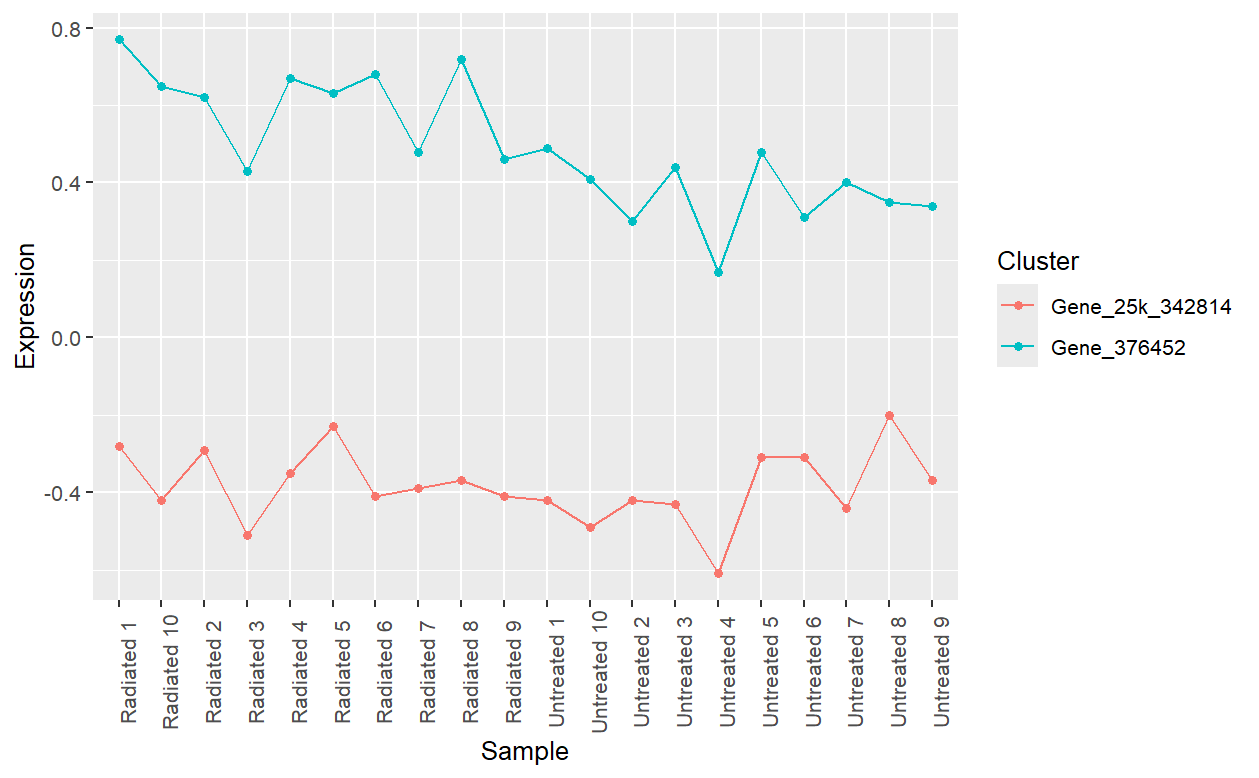 0.8
0.4
0.0
-0.4
Expression
Radiated 1
Radiated 10
Radiated 2
Radiated 3
Radiated 4
Radiated 5
Radiated 6
Radiated 7
Radiated 8
Radiated 9
Untreated 1
Untreated 10
Untreated 2
Untreated 3
Untreated 4
Untreated 5
Untreated 6
Untreated 7
Untreated 8
Untreated 9
Sample
Cluster
Gene_25k_342814
Gene_376452